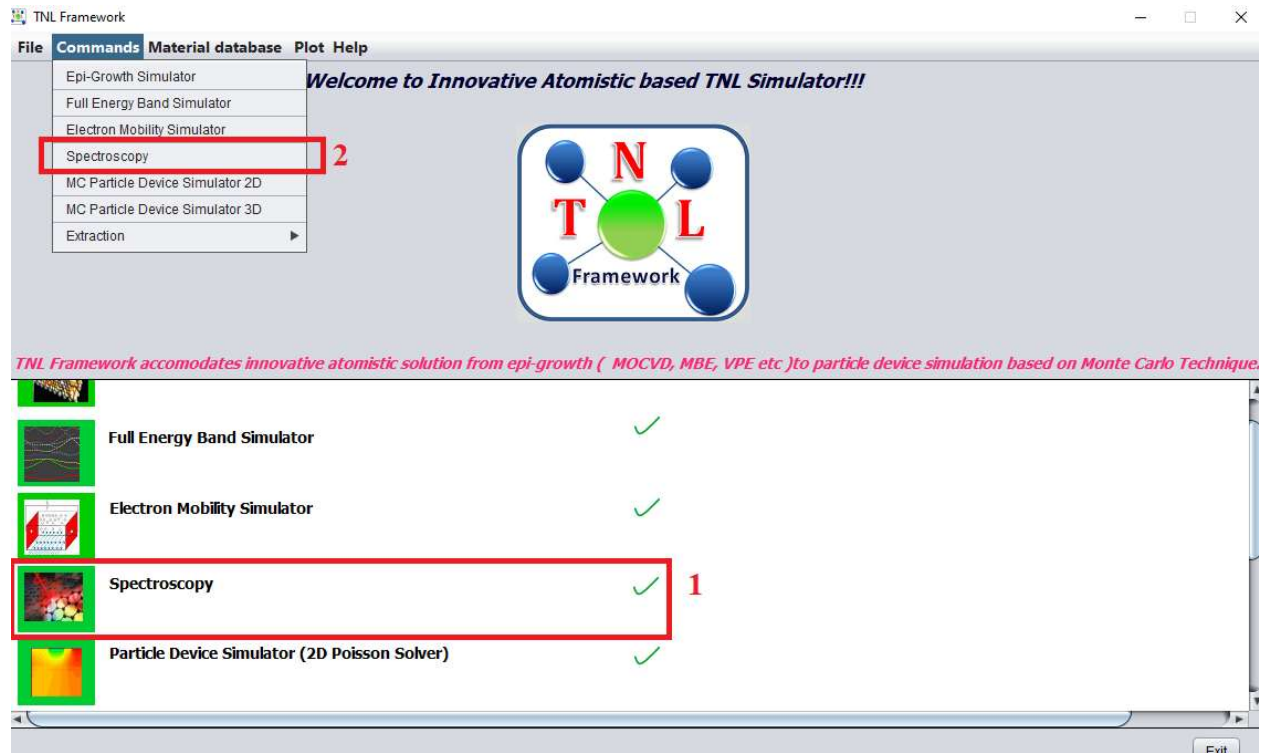 TNL Framework
File Commands Material database Plot Help
Epi-Growth Simulator
Full Energy Band Simulator
Electron Mobility Simulator
Spectroscopy
2
MC Particle Device Simulator 2D
MC Particle Device Simulator 3D
Extraction
Welcome to Innovative Atomistic based TNL Simulator!!!
N
T L
Framework
TNL Framework accomodates innovative atomistic solution from epi-growth ( MOCVD, MBE, VPE etc )to particle device simulation based on Monte Carlo Technique.
Full Energy Band Simulator
Electron Mobility Simulator
Spectroscopy
1
Particle Device Simulator (2D Poisson Solver)
Exit